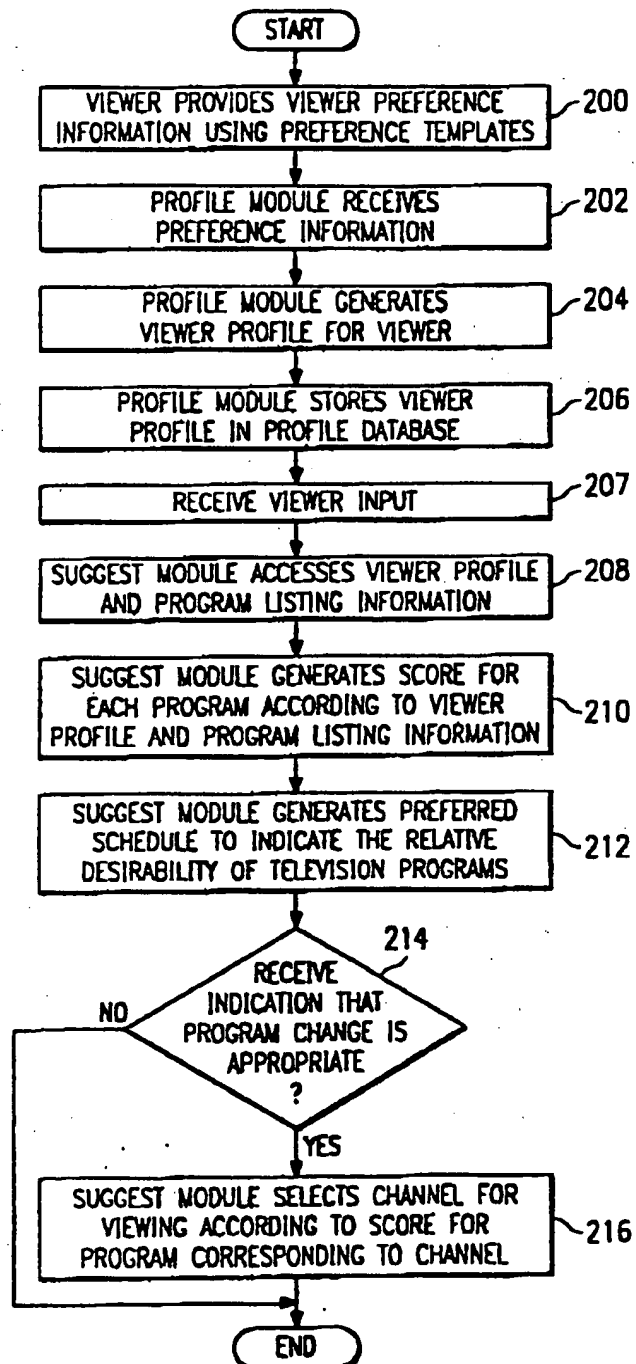 START
VIEWER PROVIDES VIEWER PREFERENCE
INFORMATION USING PREFERENCE TEMPLATES
200
PROFILE MODULE RECEIVES
PREFERENCE INFORMATION
202
PROFILE MODULE GENERATES
VIEWER PROFILE FOR VIEWER
204
PROFILE MODULE STORES VIEWER
PROFILE IN PROFILE DATABASE
206
RECEIVE VIEWER INPUT
207
SUGGEST MODULE ACCESSES VIEWER PROFILE
AND PROGRAM LISTING INFORMATION
208
SUGGEST MODULE GENERATES SCORE FOR
EACH PROGRAM ACCORDING TO VIEWER
PROFILE AND PROGRAM LISTING INFORMATION
210
SUGGEST MODULE GENERATES PREFERRED
SCHEDULE TO INDICATE THE RELATIVE
DESIRABILITY OF TELEVISION PROGRAMS
212
214
RECEIVE
INDICATION THAT
PROGRAM CHANGE IS
APPROPRIATE
?
NO
YES
SUGGEST MODULE SELECTS CHANNEL FOR
VIEWING ACCORDING TO SCORE FOR
PROGRAM CORRESPONDING TO CHANNEL
216
END